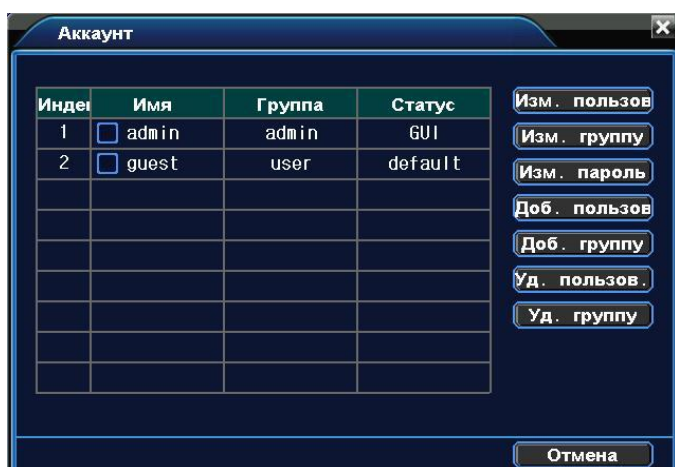 Аккаунт
Индек Имя Группа Статус
1 admin admin GUI
2 guest user default
Изм. пользов
Изм. группу
Изм. пароль
Доб. пользов
Доб. группу
Уд. пользов.
Уд. группу
Отмена